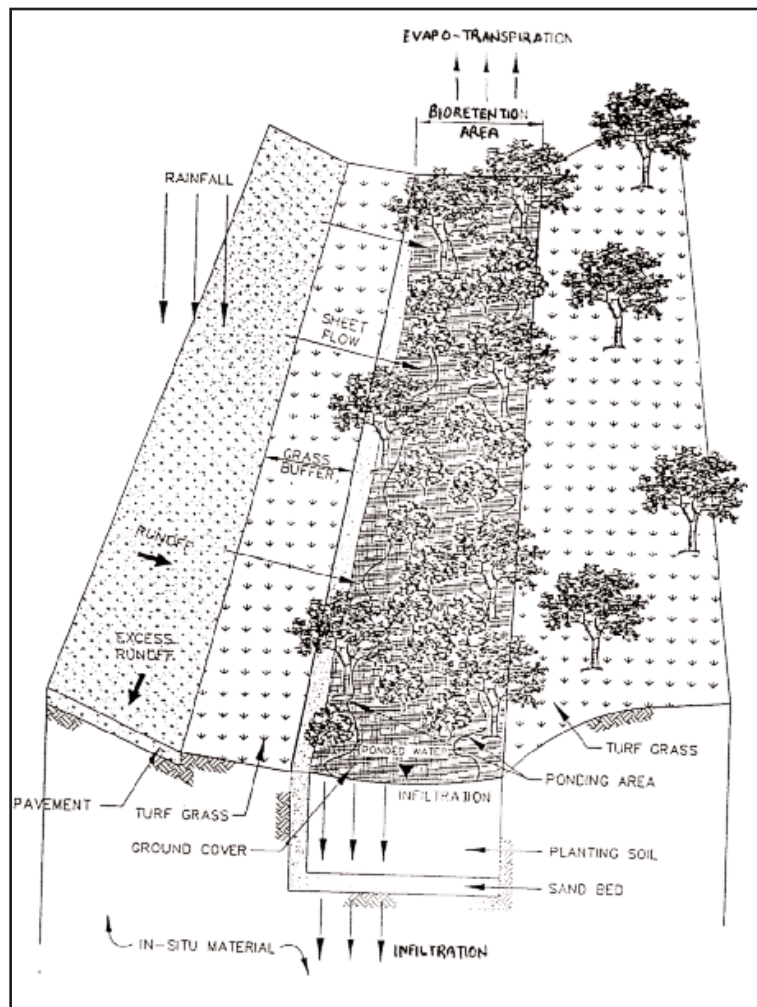 EVAPO-TRANSPIRATION
BIORETENTION
AREA
RAINFALL
SHEET
FLOW
GRASS
BUFFER
RUNOFF
EXCESS
RUNOFF
PONDED WATER
TURF GRASS
PONDING AREA
PAVEMENT
TURF GRASS
INFILTRATION
GROUND COVER
PLANTING SOIL
SAND BED
IN-SITU MATERIAL
INFILTRATION